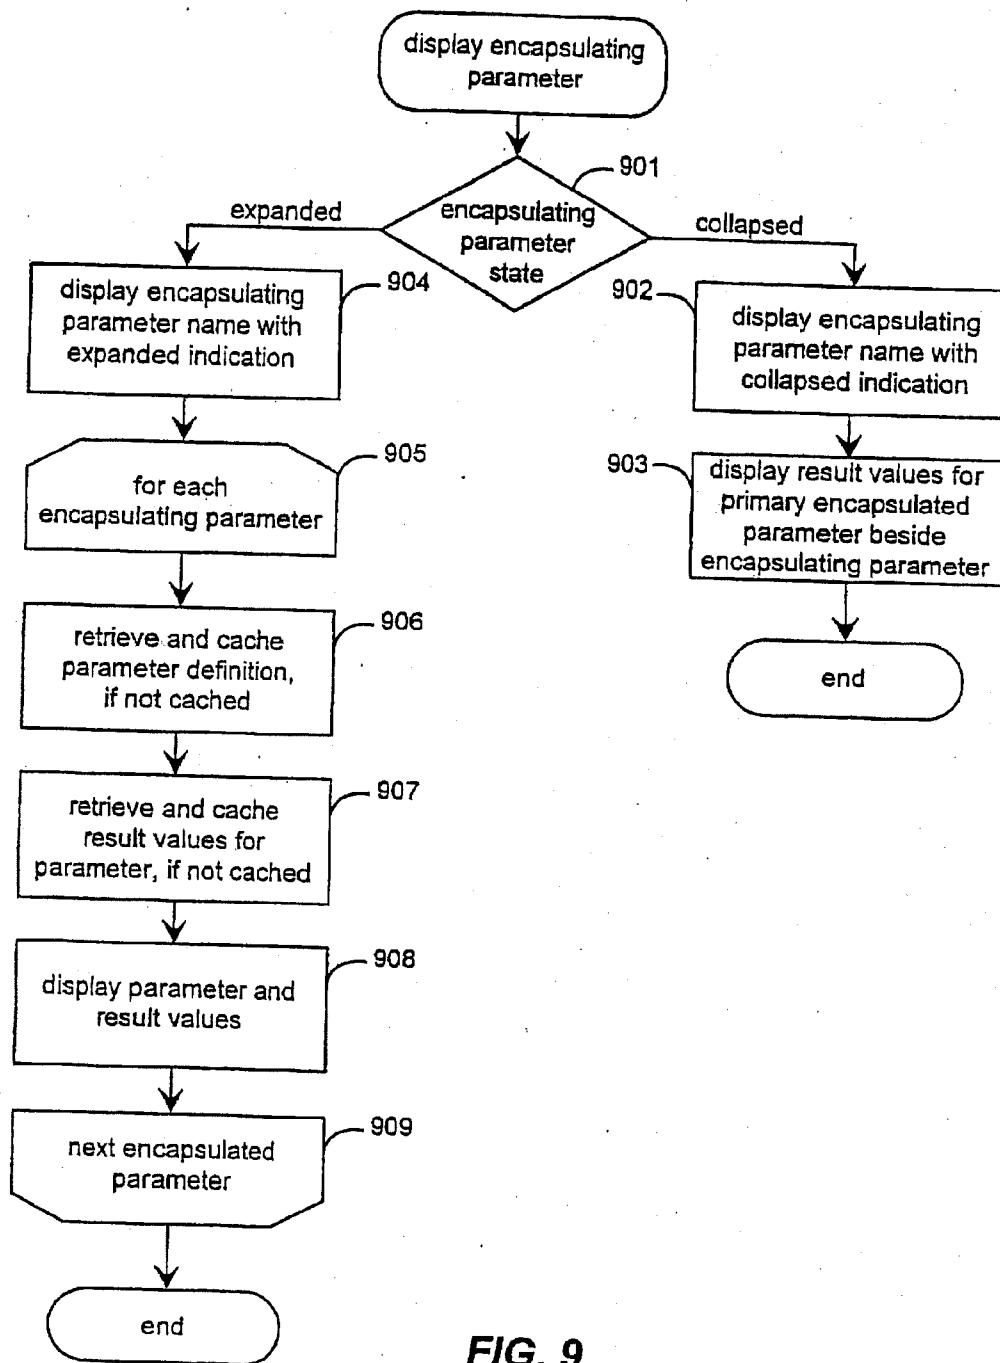 display encapsulating
parameter
901
encapsulating
parameter
state
expanded
collapsed
904
display encapsulating
parameter name with
expanded indication
902
display encapsulating
parameter name with
collapsed indication
905
for each
encapsulating parameter
903
display result values for
primary encapsulated
parameter beside
encapsulating parameter
906
retrieve and cache
parameter definition,
if not cached
end
907
retrieve and cache
result values for
parameter, if not cached
908
display parameter and
result values
909
next encapsulated
parameter
end
FIG. 9